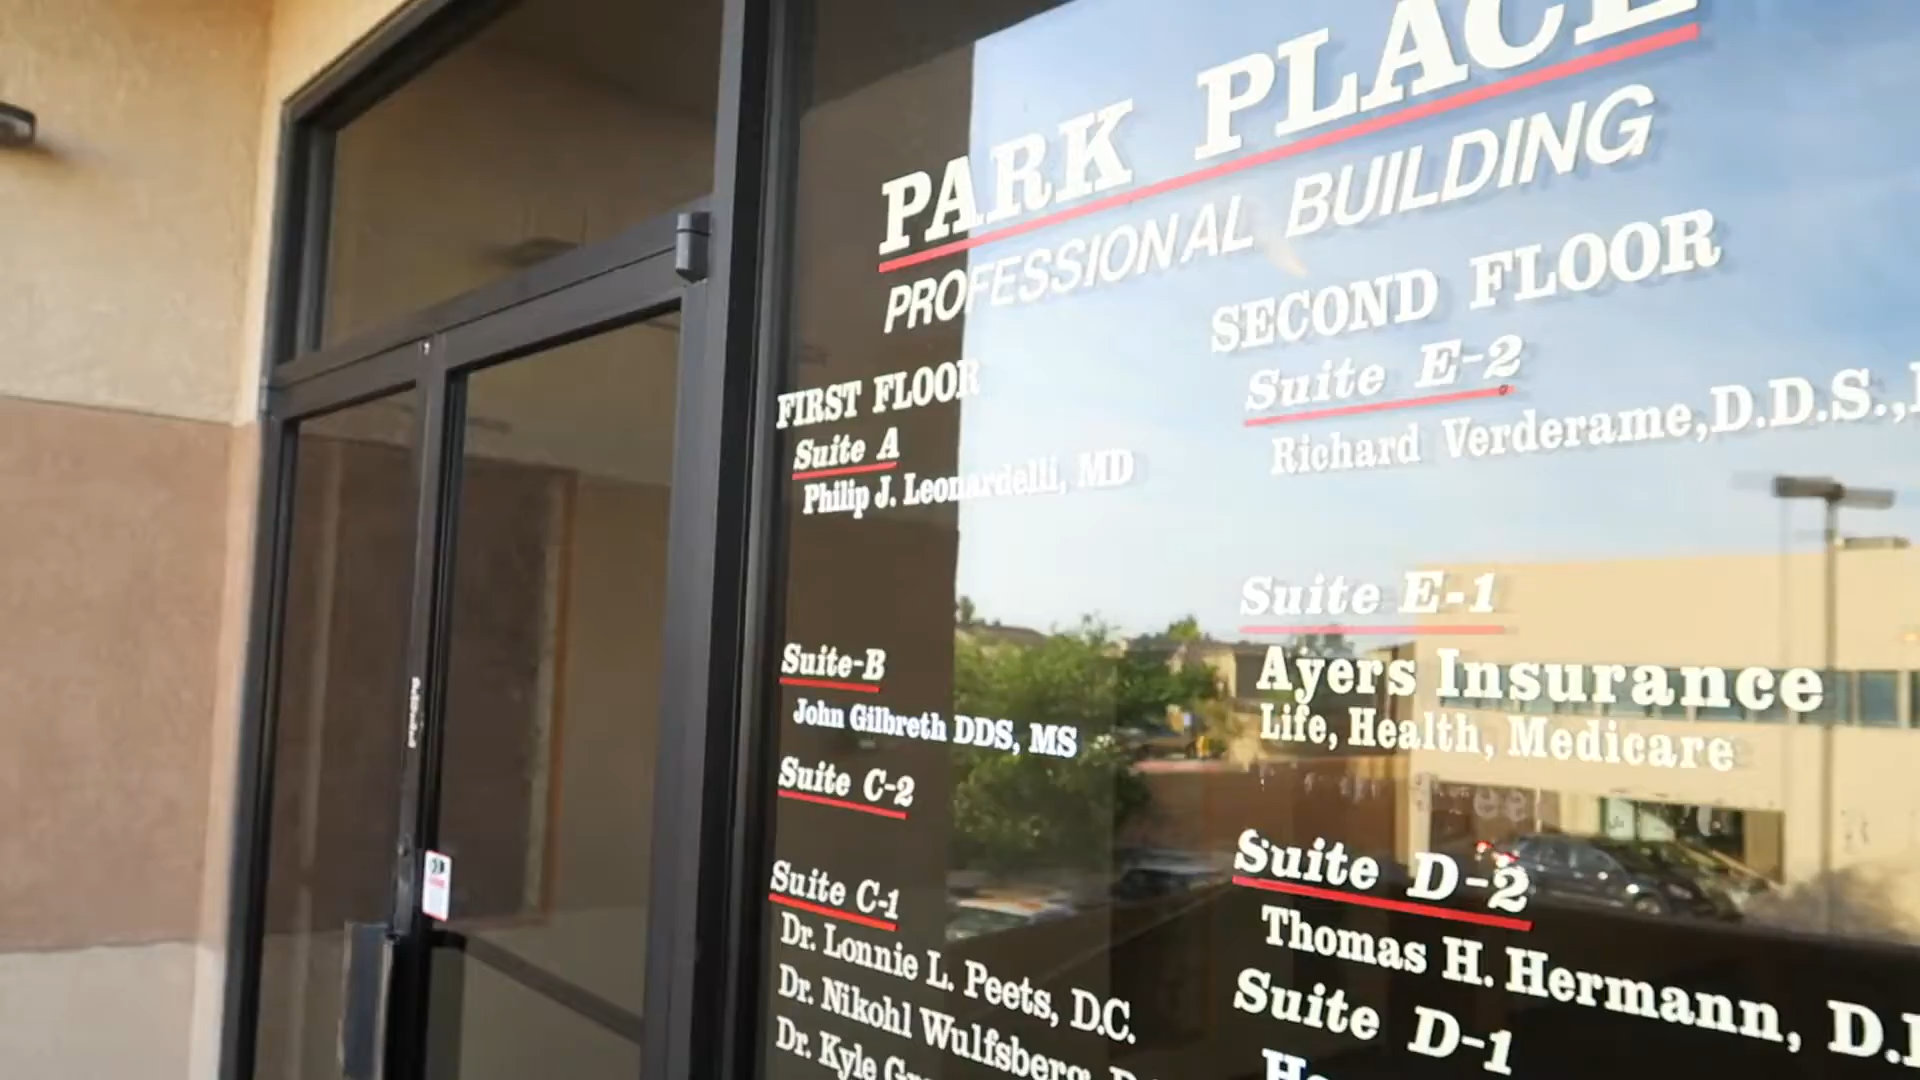 PARK PLACE
PROFESSIONAL BUILDING
FIRST FLOOR
Suite A
Philip J. Leonardelli, MD
Suite-B
John Gilbreth DDS, MS
Suite C-2
Suite C-1
Dr. Lonnie L. Peets, D.C.
Dr. Nikohl Wulfsberg,
Dr. Kyle
SECOND FLOOR
Suite E-2
Richard Verderame,D.D.S.,
Suite E-1
Ayers Insurance
Life, Health, Medicare
Suite D-2
Thomas H. Hermann,
Suite D-1